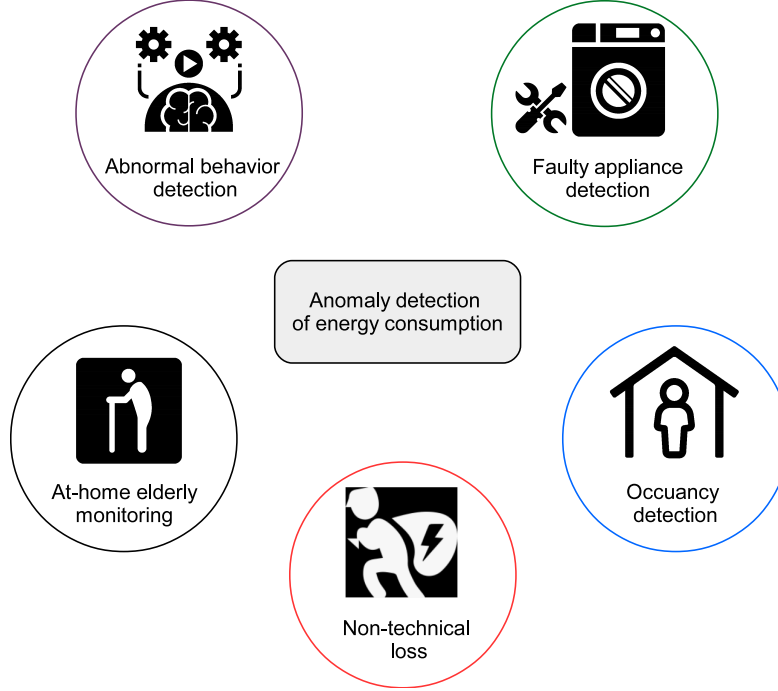 Abnormal behavior
detection
Faulty appliance
detection
Anomaly detection
of energy consumption
At-home elderly
monitoring
Occuancy
detection
Non-technical
loss